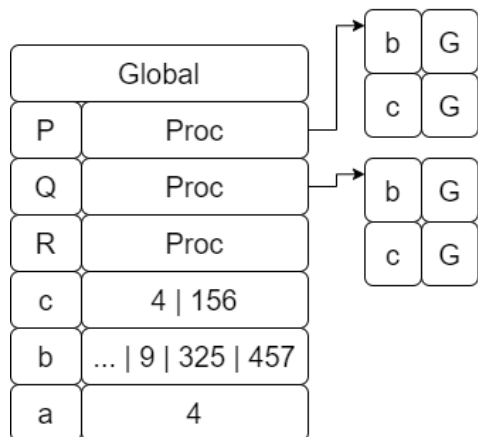 Global
P Proc
Q Proc
R Proc
c 4 | 156
b ... | 9 | 325 | 457
a 4
b G
c G
b G
c G